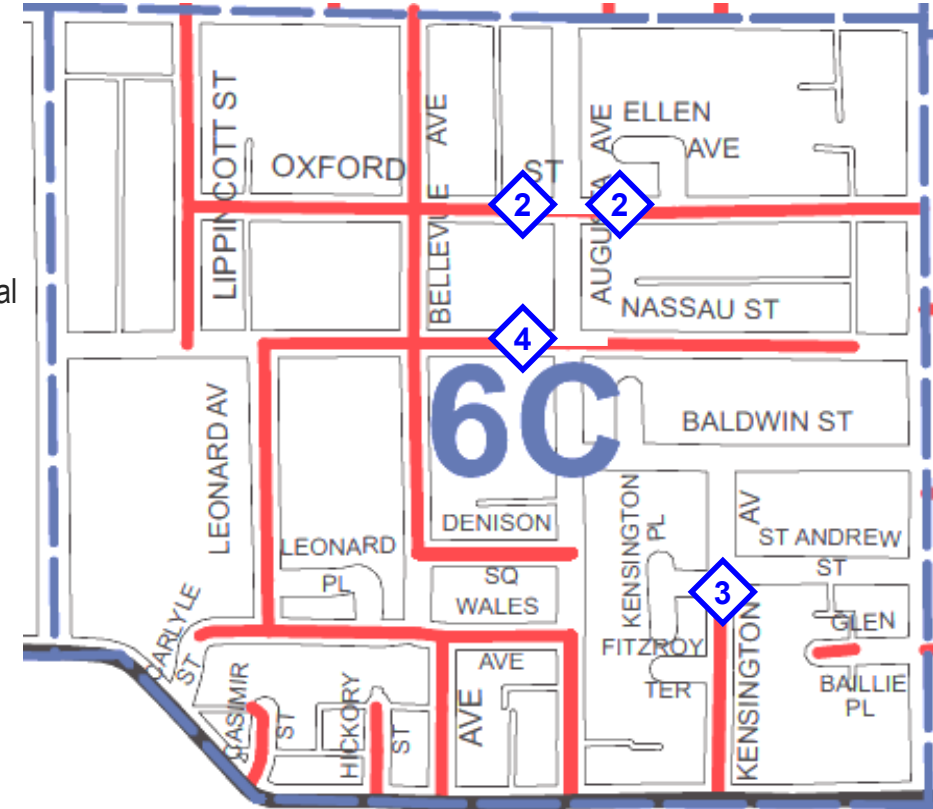 ELLEN
AVE
OXFORD
ST
LIPPINCOTT ST
BELLEVUE AVE
AUGUSTA AVE
2
2
al
NASSAU ST
4
6C
BALDWIN ST
LEONARD AV
DENISON
SQ
KENSINGTON
PL
AV
ST ANDREW
ST
LEONARD
PL
WALES
AVE
3
CARLYLE
ST
FITZROY
TER
KENSINGTON
GLEN
BAILLIE
PL
CASIMIR
ST
HICKORY
ST
AVE